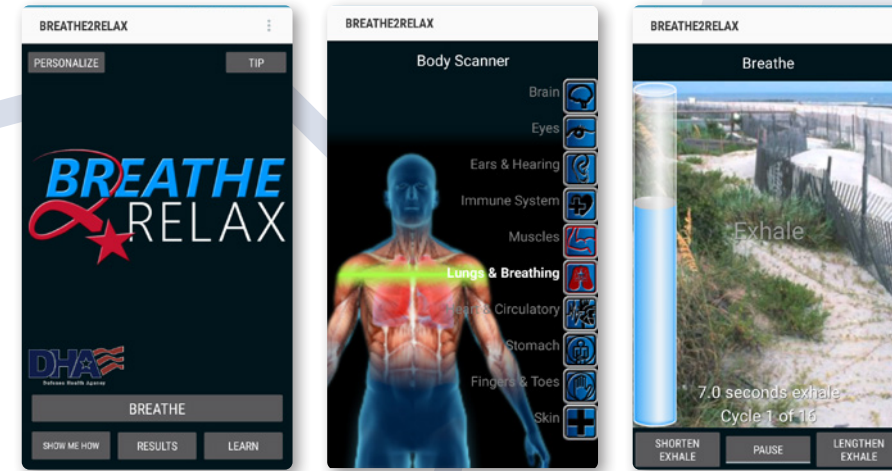 BREATHE2RELAX
PERSONALIZE
TIP
BREATHE
RELAX
DHA
Defense Health Agency
BREATHE
SHOW ME HOW
RESULTS
LEARN
BREATHE2RELAX
Body Scanner
Brain
Eyes
Ears & Hearing
Immune System
Muscles
Lungs & Breathing
Heart & Circulatory
Stomach
Fingers & Toes
Skin
BREATHE2RELAX
Breathe
Exhale
7.0 seconds exhale
Cycle 1 of 16
SHORTEN
EXHALE
PAUSE
LENGTHEN
EXHALE